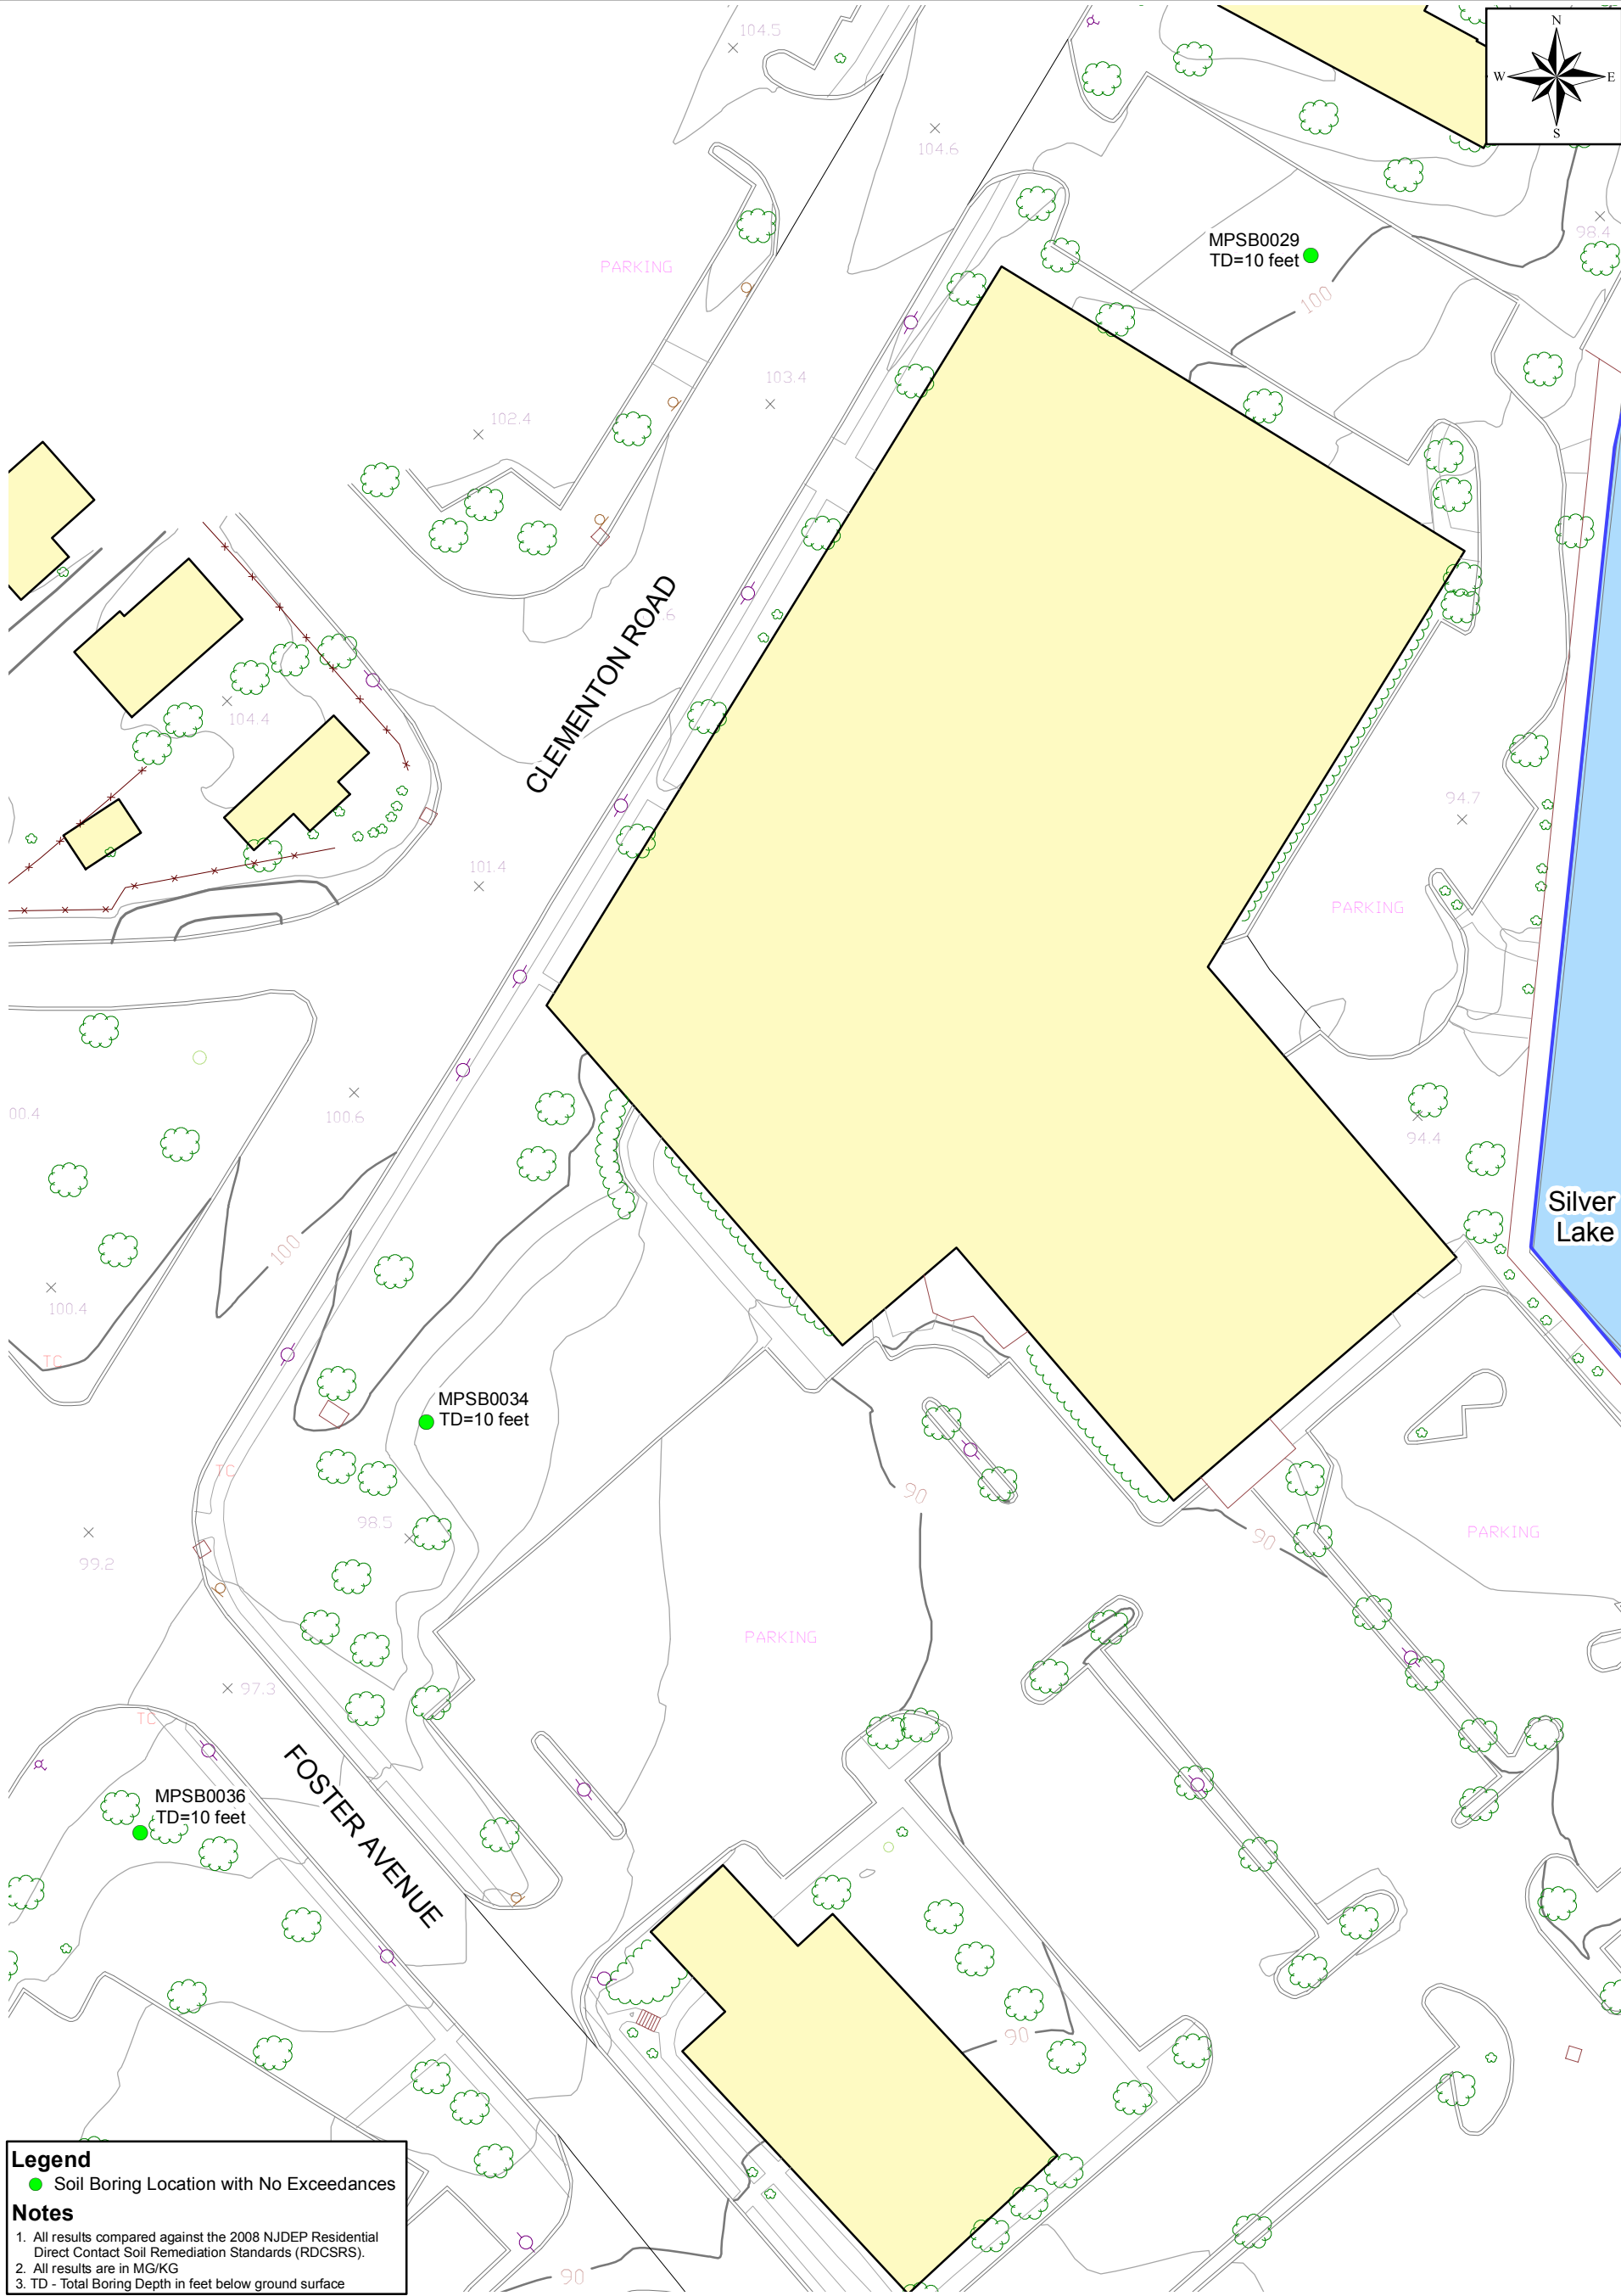 104.5
N
W
E
S
104.6
98.4
MPSB0029
TD=10 feet
PARKING
100
103.4
102.4
CLEMENTON ROAD
.6
104.4
94.7
101.4
PARKING
00.4
100.6
94.4
Silver
Lake
100
100.4
TC
MPSB0034
TD=10 feet
TC
90
98.5
99.2
90
PARKING
PARKING
97.3
TC
FOSTER AVENUE
MPSB0036
TD=10 feet
90
90
Legend
Soil Boring Location with No Exceedances
Notes
1. All results compared against the 2008 NJDEP Residential
Direct Contact Soil Remediation Standards (RDCSRS).
2. All results are in MG/KG
3. TD - Total Boring Depth in feet below ground surface